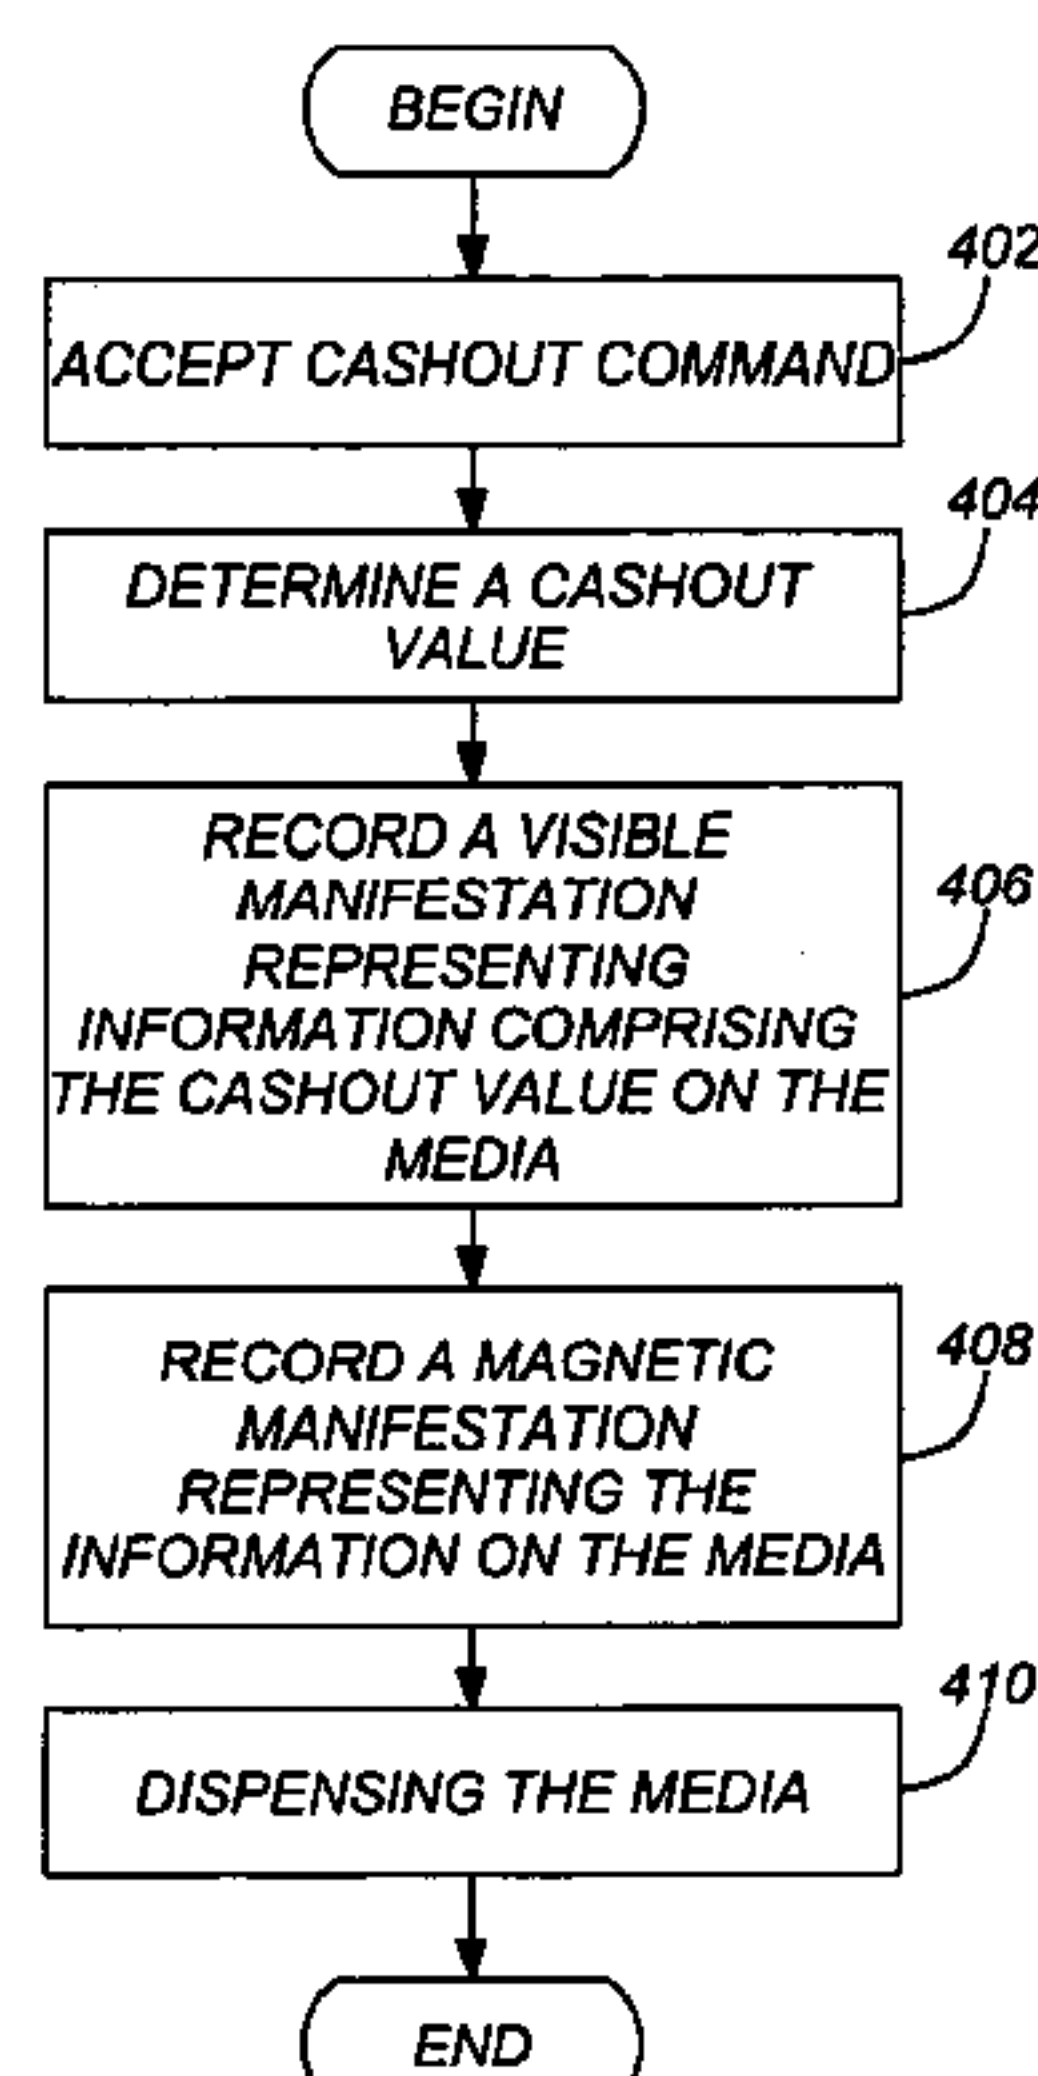 BEGIN
402
ACCEPT CASHOUT COMMAND
404
DETERMINE A CASHOUT
VALUE
RECORD A VISIBLE
MANIFESTATION
406
REPRESENTING
INFORMATION COMPRISING
THE CASHOUT VALUE ON THE
MEDIA
408
RECORD A MAGNETIC
MANIFESTATION
REPRESENTING THE
INFORMATION ON THE MEDIA
410
DISPENSING THE MEDIA
END